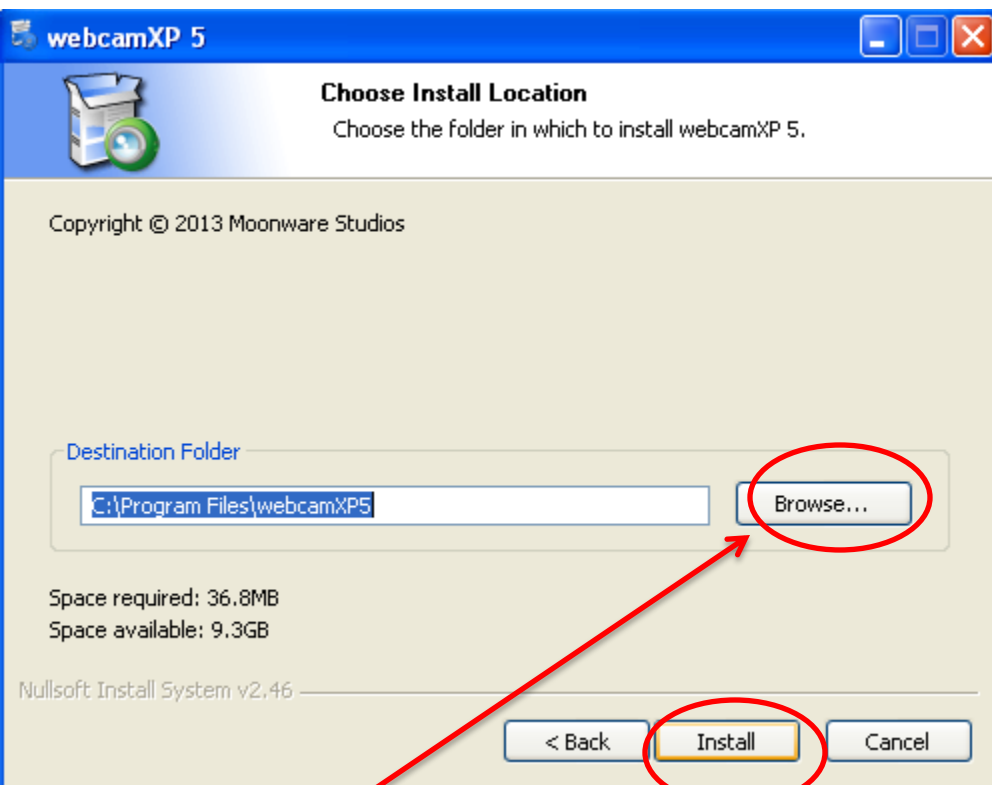 webcamXP 5
Choose Install Location
Choose the folder in which to install webcamXP 5.
Copyright © 2013 Moonware Studios
Destination Folder
C:\Program Files\webcamXP5
Browse...
Space required: 36.8MB
Space available: 9.3GB
Nullsoft Install System v2.46
< Back Install Cancel